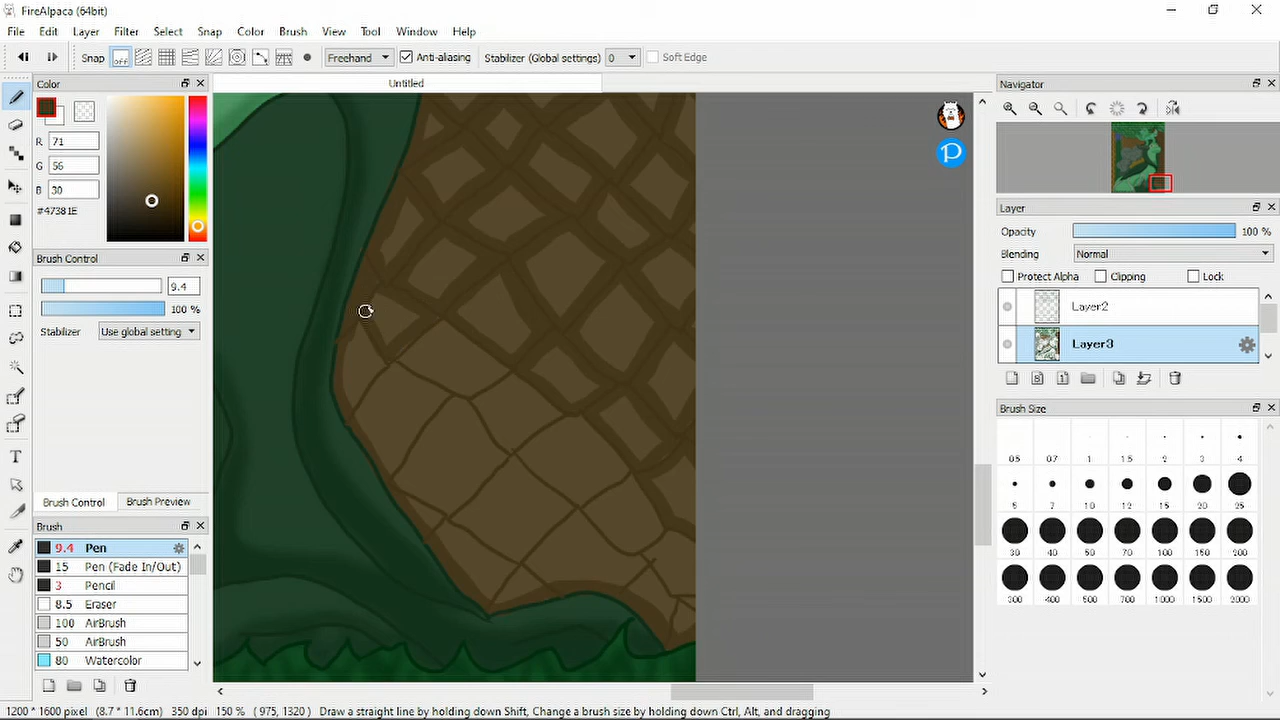 FireAlpaca (64bit)
File Edit Layer Filter Select Snap Color Brush View Tool Window Help
Snap OFF Freehand Anti-aliasing Stabilizer (Global settings) 0 Soft Edge
Color
R 71
G 56
B 30
#47381E
Brush Control
9.4
100 %
Stabilizer Use global setting
Brush Control Brush Preview
Brush
9.4 Pen
15 Pen (Fade In/Out)
3 Pencil
8.5 Eraser
100 AirBrush
50 AirBrush
80 Watercolor
Untitled
Navigator
Layer
Opacity 100 %
Blending Normal
Protect Alpha Clipping Lock
Layer2
Layer3
Brush Size
0.5 0.7 1 1.5 2 3 4
5 7 10 12 15 20 25
30 40 50 70 100 150 200
300 400 500 700 1000 1500 2000
1200 * 1600 pixel (8.7 * 11.6cm) 350 dpi 150 % ( 975, 1320 ) Draw a straight line by holding down Shift, Change a brush size by holding down Ctrl, Alt, and dragging